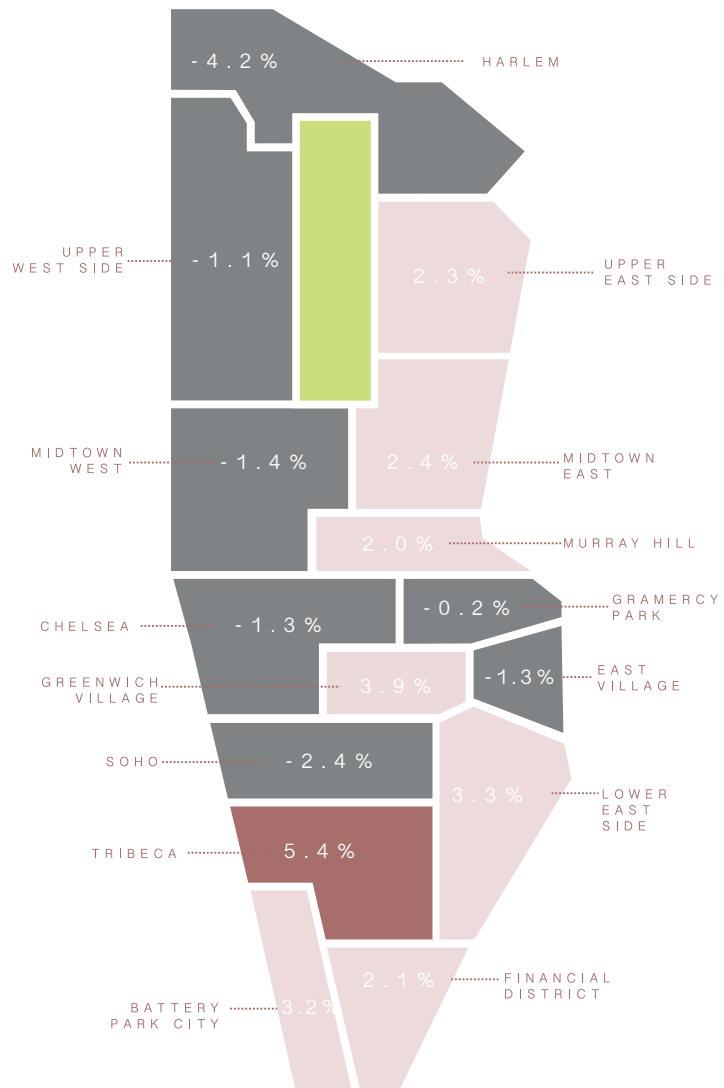 -4.2%
HARLEM
UPPER
WEST SIDE
-1.1%
2.3%
UPPER
EAST SIDE
MIDTOWN
WEST
-1.4%
2.4%
MIDTOWN
EAST
2.0%
MURRAY HILL
CHELSEA
-1.3%
-0.2%
GRAMERCY
PARK
GREENWICH
VILLAGE
3.9%
-1.3%
EAST
VILLAGE
SOHO
-2.4%
3.3%
LOWER
EAST
SIDE
TRIBECA
5.4%
BATTERY
PARK CITY
3.2%
2.1%
FINANCIAL
DISTRICT